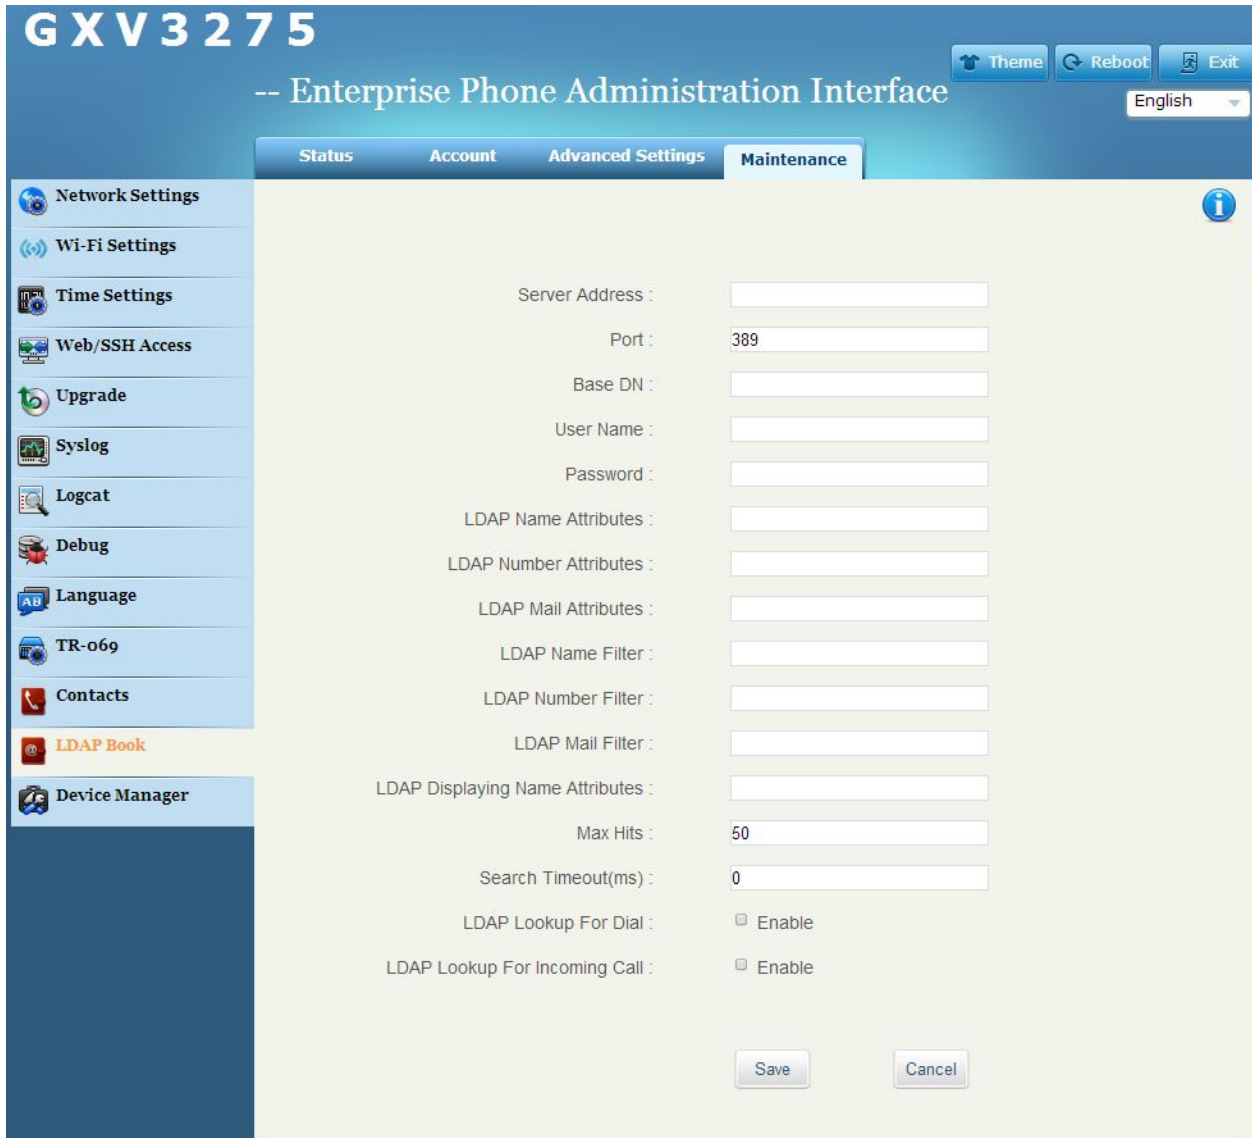 GXV3275
Theme
Reboot
Exit
-- Enterprise Phone Administration Interface
English
Status
Account
Advanced Settings
Maintenance
Network Settings
Wi-Fi Settings
Time Settings
Web/SSH Access
Upgrade
Syslog
Logcat
Debug
Language
TR-069
Contacts
LDAP Book
Device Manager
Server Address :
Port : 389
Base DN :
User Name :
Password :
LDAP Name Attributes :
LDAP Number Attributes :
LDAP Mail Attributes :
LDAP Name Filter :
LDAP Number Filter :
LDAP Mail Filter :
LDAP Displaying Name Attributes :
Max Hits : 50
Search Timeout(ms) : 0
LDAP Lookup For Dial : Enable
LDAP Lookup For Incoming Call : Enable
Save
Cancel